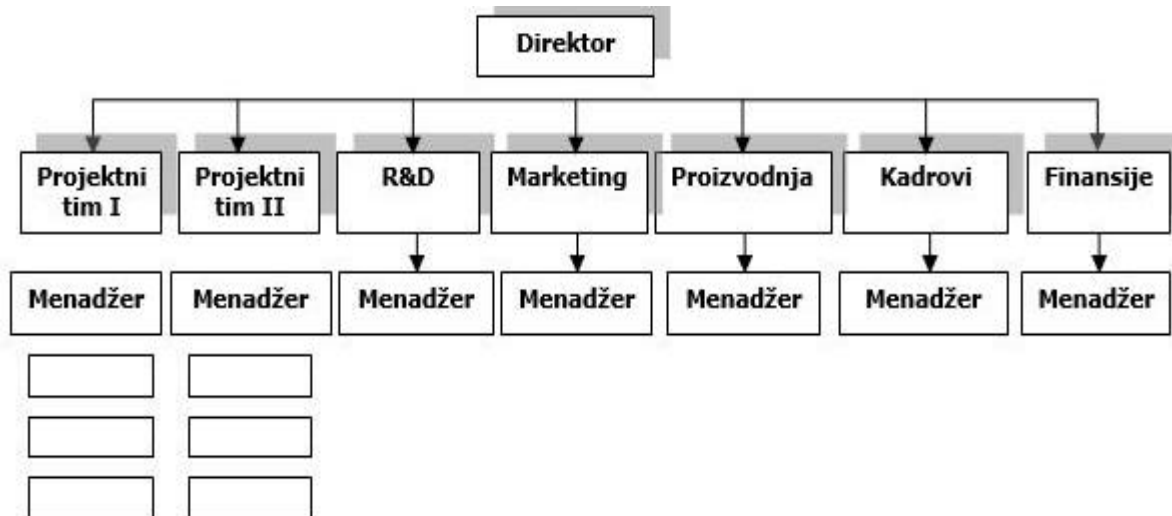 Direktor
Projektni
tim I
Projektni
tim II
R&D
Marketing
Proizvodnja
Kadrovi
Finansije
Menadžer
Menadžer
Menadžer
Menadžer
Menadžer
Menadžer
Menadžer